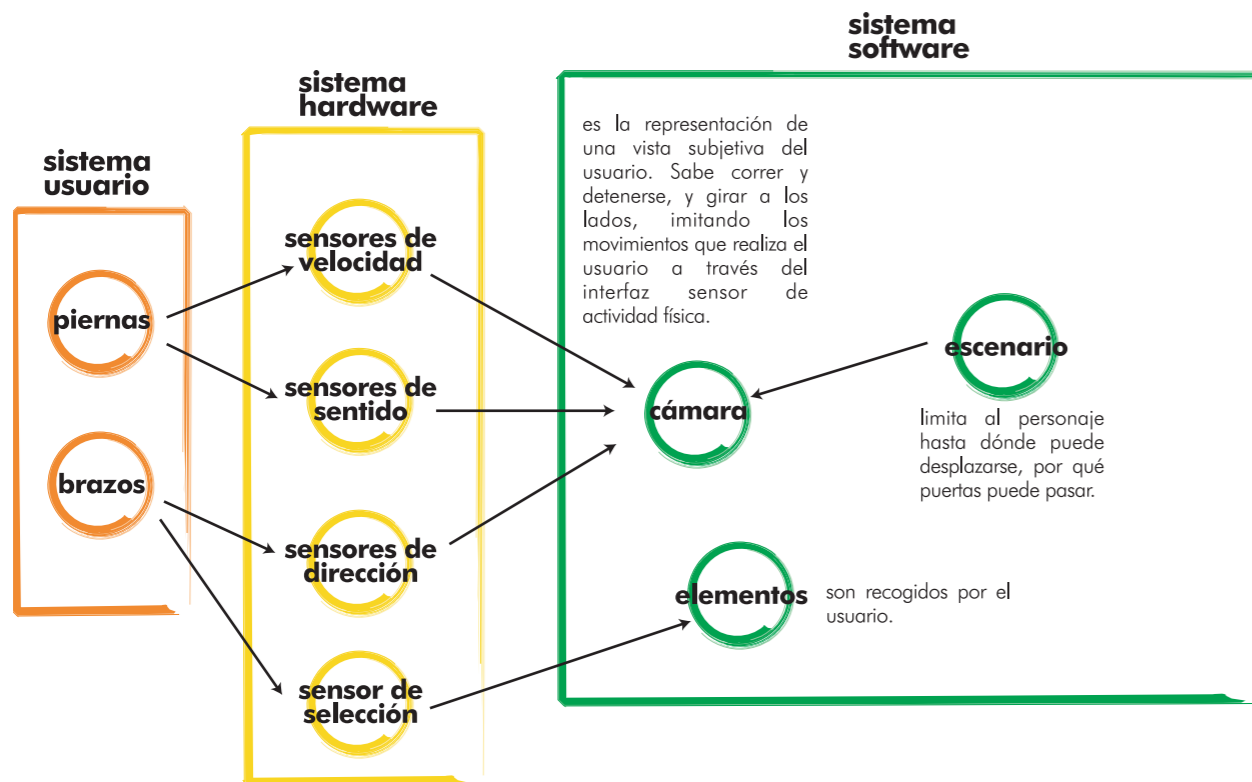 sistema
usuario
piernas
brazos
sistema
hardware
sensores de
velocidad
sensores de
sentido
sensores de
dirección
sensor de
selección
sistema
software
es la representación de
una vista subjetiva del
usuario. Sabe correr y
detenerse, y girar a los
lados, imitando los
movimientos que realiza el
usuario a través del
interfaz sensor de
actividad física.
cámara
escenario
limita al personaje
hasta dónde puede
desplazarse, por qué
puertas puede pasar.
elementos
son recogidos por el
usuario.